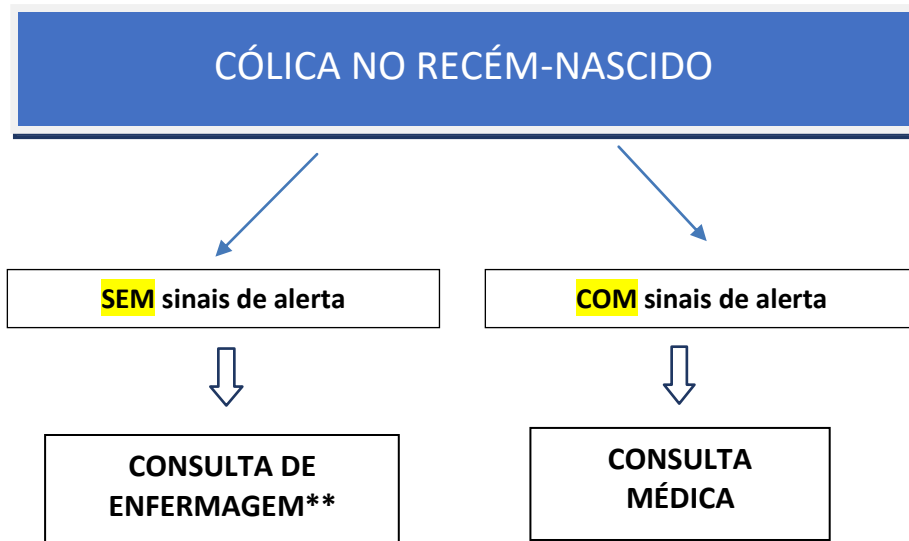 CÓLICA NO RECÉM-NASCIDO
SEM sinais de alerta
COM sinais de alerta
CONSULTA DE
ENFERMAGEM**
CONSULTA
MÉDICA